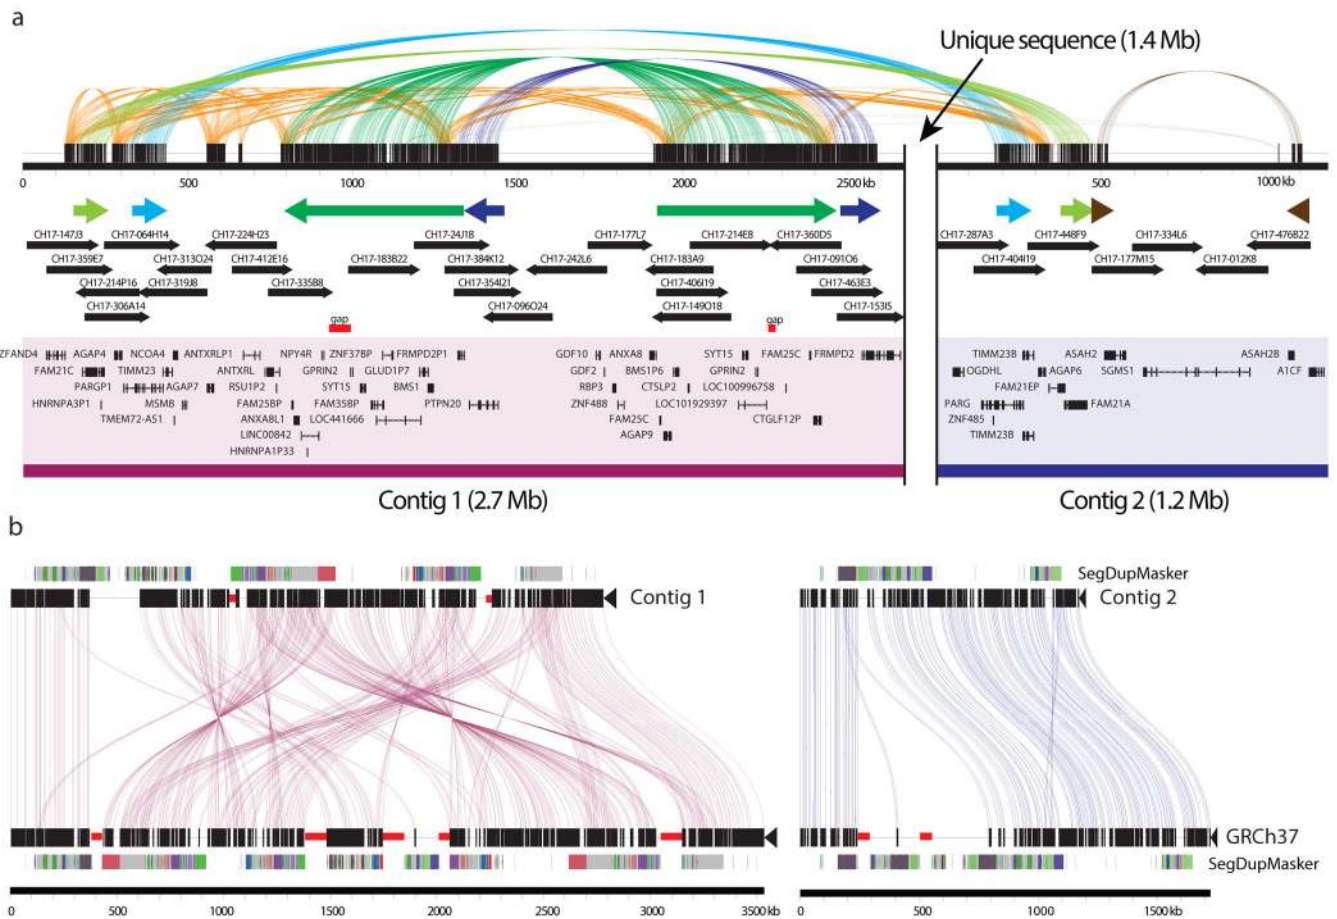 a
Unique sequence (1.4 Mb)
0 500 1000 1500 2000 2500 kb 500 1000 kb
CH17-147J3 CH17-064H14 CH17-224H23 CH17-24J18 CH17-177L7 CH17-214E8 CH17-360D5 CH17-287A3 CH17-448F9 CH17-334L6 CH17-476B22
CH17-359E7 CH17-313O24 CH17-412E16 CH17-183B22 CH17-384K12 CH17-242L6 CH17-183A9 CH17-091O6 CH17-404I19 CH17-177M15 CH17-012K8
CH17-214P16 CH17-319J8 CH17-335B8 CH17-354I21 CH17-406I19 CH17-463E3
CH17-306A14 CH17-096O24 CH17-149O18 CH17-153I5
gap gap
ZFAND4 AGAP4 NCOA4 ANTXRLP1 NPY4R ZNF37BP FRMPD2P1 GDF10 ANXA8 SYT15 FAM25C FRMPD2 TIMM23B ASAH2 ASAH2B
FAM21C TIMM23 ANTXRL GPRIN2 GLUD1P7 GDF2 BMS1P6 GPRIN2 OGDHL AGAP6 SGMS1 A1CF
PARGP1 AGAP7 RSU1P2 SYT15 BMS1 RBP3 CTSLP2 LOC100996758 FAM21EP
HNRNPA3P1 MSMB FAM25BP FAM35BP PTPN20 ZNF488 LOC101929397 PARG FAM21A
TMEM72-AS1 ANXA8L1 LOC441666 FAM25C CTGLF12P ZNF485
LINC00842 AGAP9 TIMM23B
HNRNPA1P33
Contig 1 (2.7 Mb) Contig 2 (1.2 Mb)
b
SegDupMasker
Contig 1 Contig 2
GRCh37
SegDupMasker
0 500 1000 1500 2000 2500 3000 3500 kb 0 500 1000 1500 kb